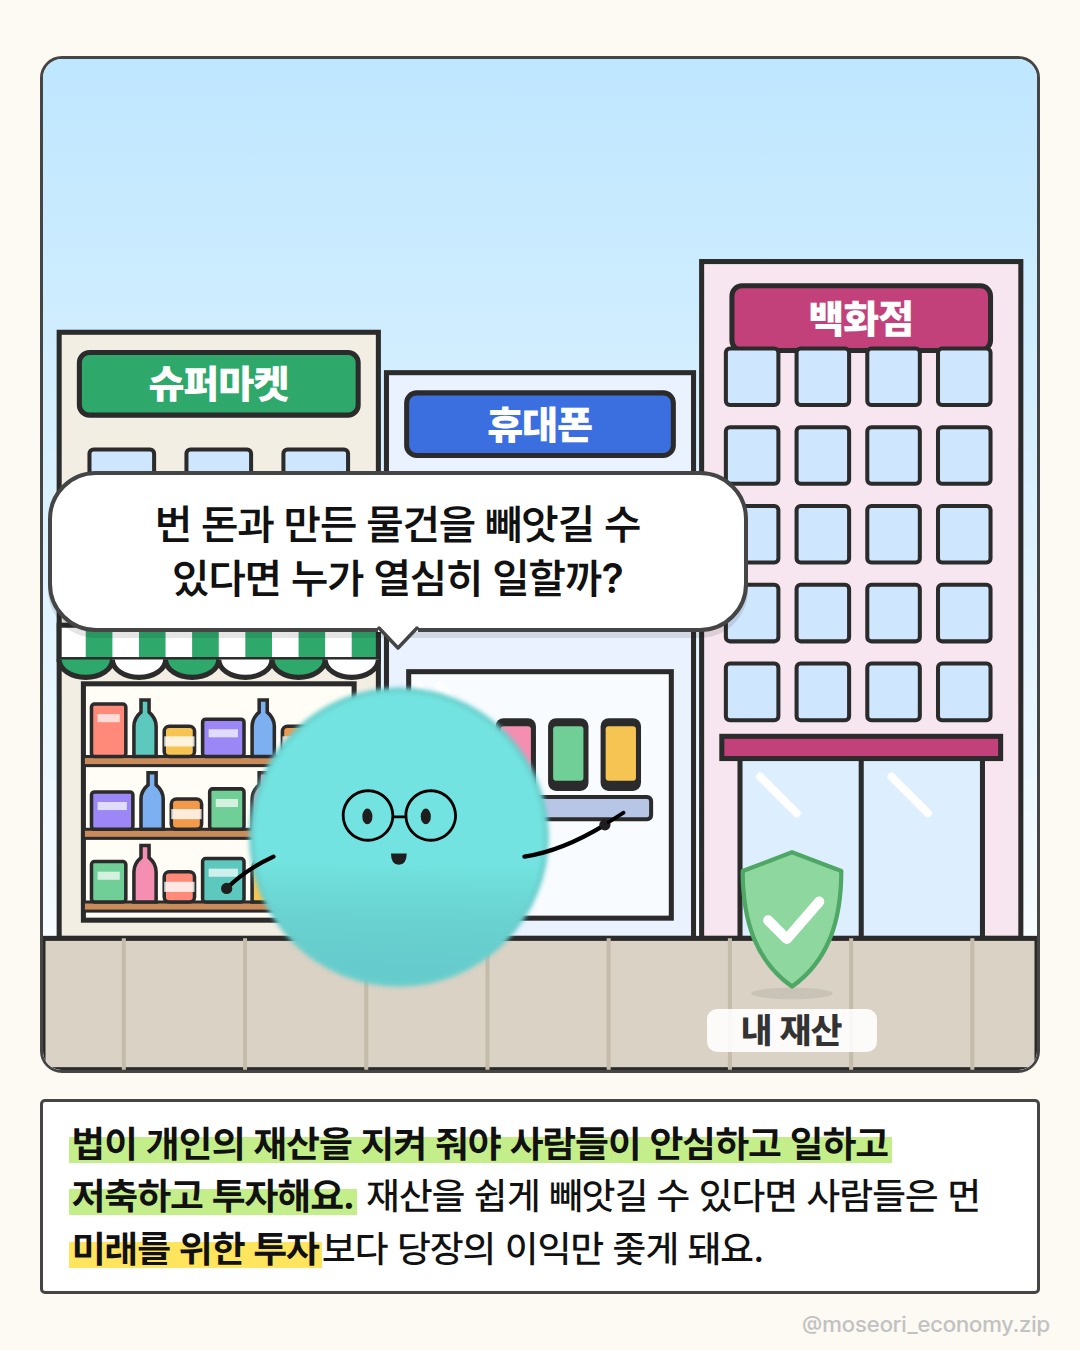 백화점
슈퍼마켓
휴대폰
번 돈과 만든 물건을 빼앗길 수
있다면 누가 열심히 일할까?
내 재산
법이 개인의 재산을 지켜 줘야 사람들이 안심하고 일하고
저축하고 투자해요. 재산을 쉽게 빼앗길 수 있다면 사람들은 먼
미래를 위한 투자보다 당장의 이익만 좇게 돼요.
@moseori_economy.zip